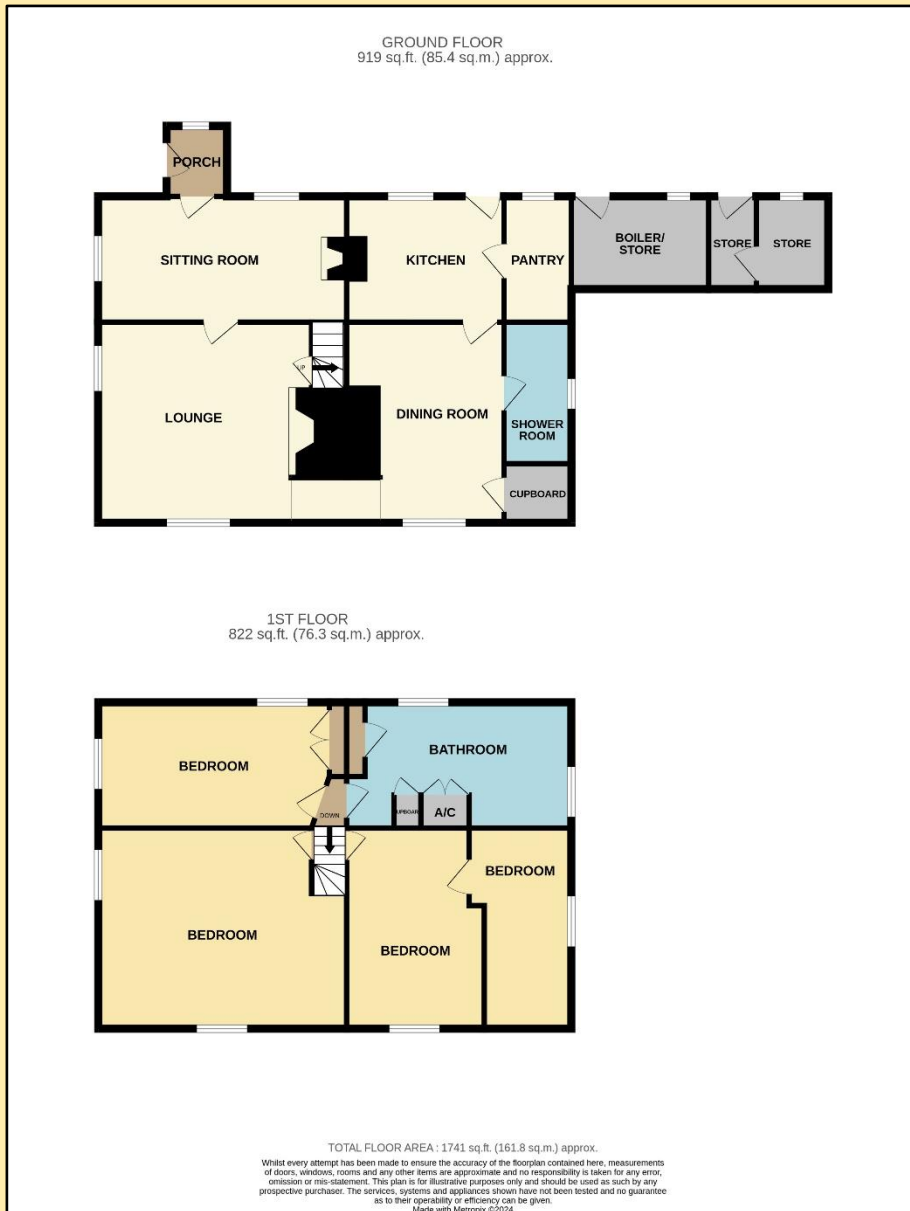 GROUND FLOOR
919 sq.ft. (85.4 sq.m.) approx.
PORCH
SITTING ROOM
KITCHEN
PANTRY
BOILER/
STORE
STORE
STORE
UP
LOUNGE
DINING ROOM
SHOWER
ROOM
CUPBOARD
1ST FLOOR
822 sq.ft. (76.3 sq.m.) approx.
BEDROOM
BATHROOM
DOWN
A/C
BEDROOM
BEDROOM
BEDROOM
TOTAL FLOOR AREA : 1741 sq.ft. (161.8 sq.m.) approx.
Whilst every attempt has been made to ensure the accuracy of the floorplan contained here, measurements
of doors, windows, rooms and any other items are approximate and no responsibility is taken for any error,
omission or mis-statement. This plan is for illustrative purposes only and should be used as such by any
prospective purchaser. The services, systems and appliances shown have not been tested and no guarantee
as to their operability or efficiency can be given.
Made with Metropix ©2024